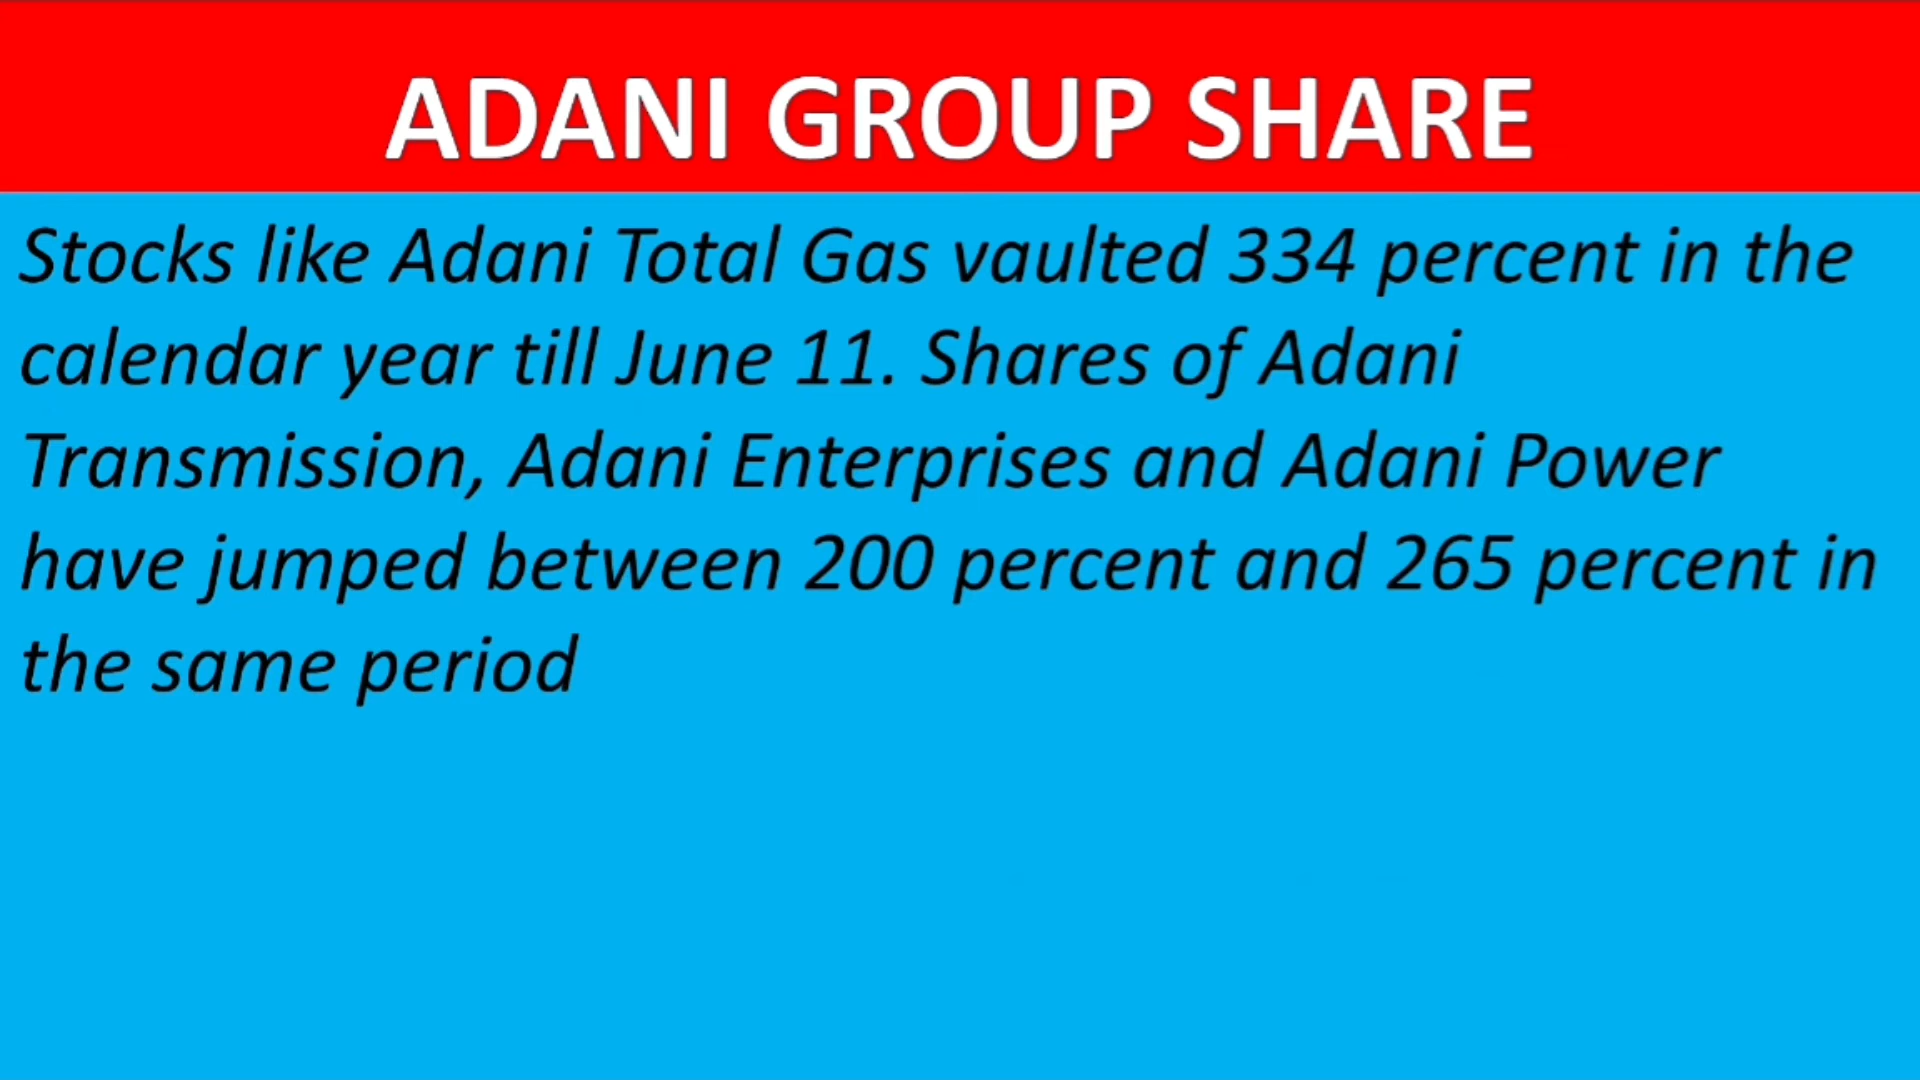 ADANI GROUP SHARE
Stocks like Adani Total Gas vaulted 334 percent in the
calendar year till June 11. Shares of Adani
Transmission, Adani Enterprises and Adani Power
have jumped between 200 percent and 265 percent in
the same period